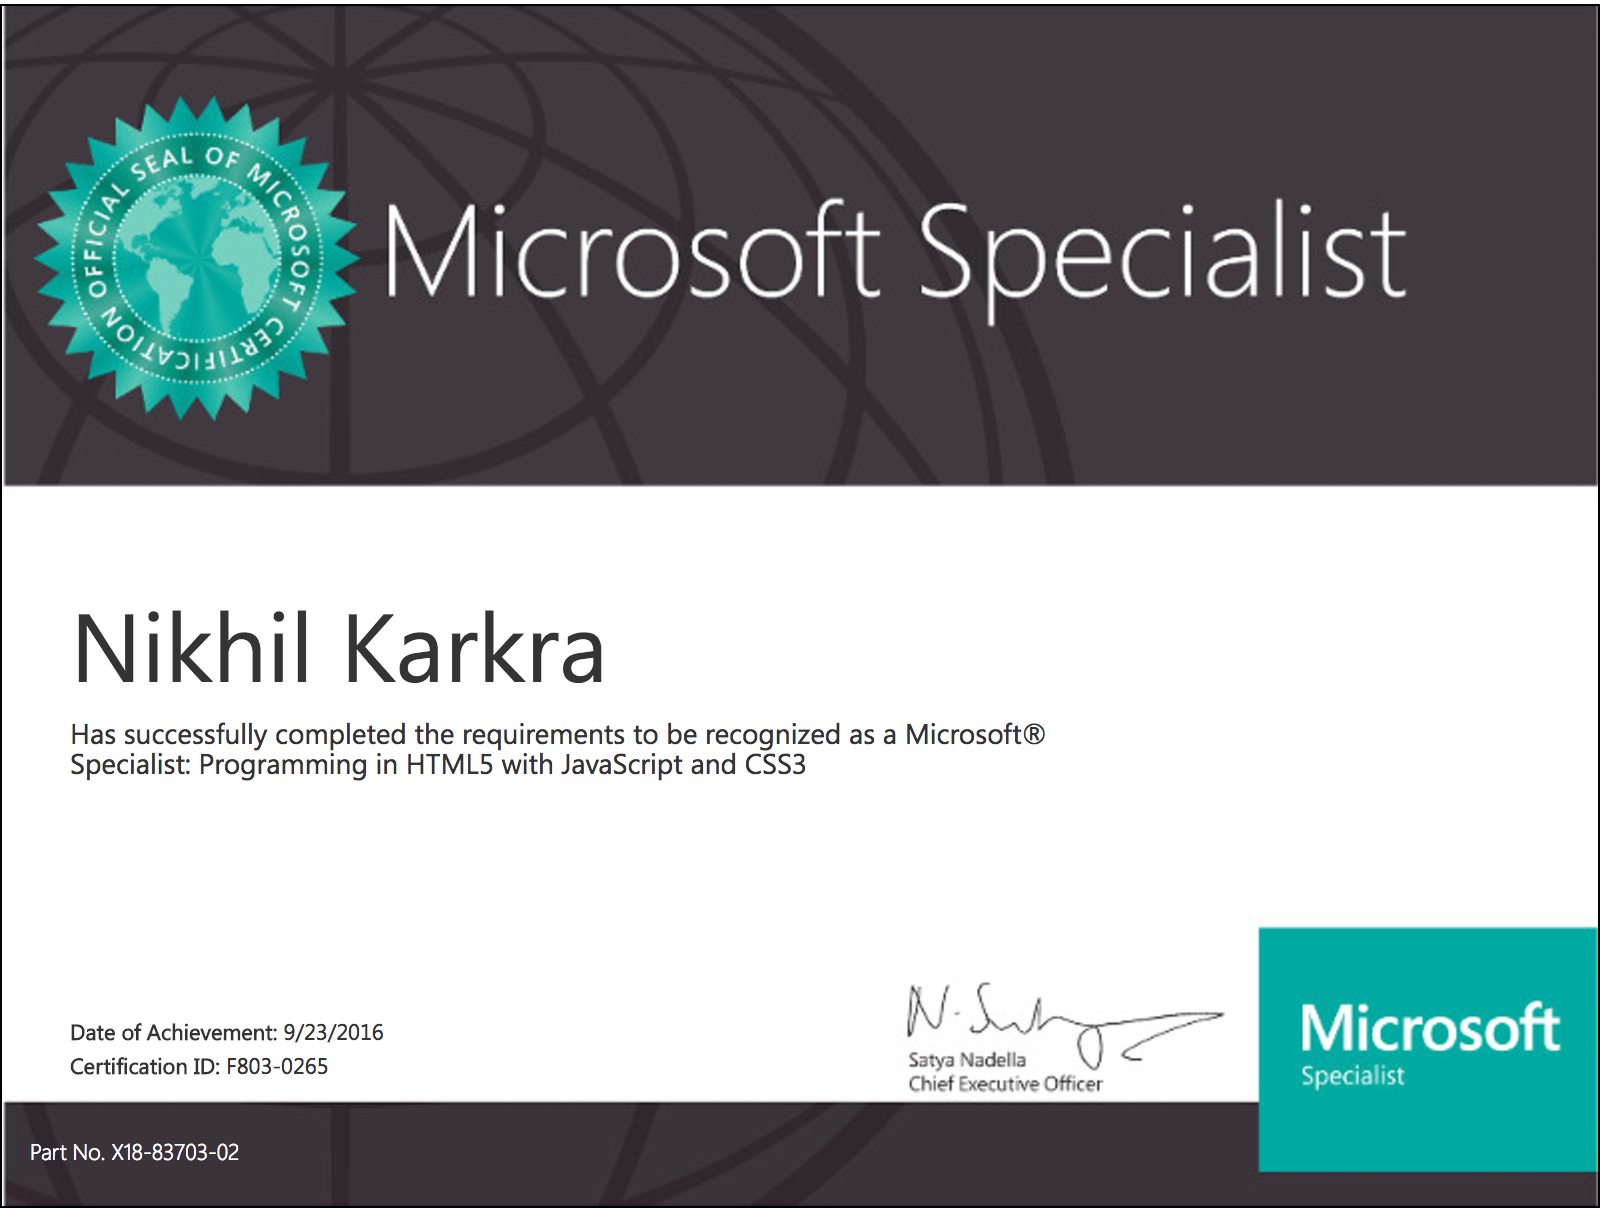 OFFICIAL SEAL OF MICROSOFT CERTIFICATION
Microsoft Specialist
Nikhil Karkra
Has successfully completed the requirements to be recognized as a Microsoft®
Specialist: Programming in HTML5 with JavaScript and CSS3
Date of Achievement: 9/23/2016
Certification ID: F803-0265
N. Satya
Satya Nadella
Chief Executive Officer
Microsoft
Specialist
Part No. X18-83703-02